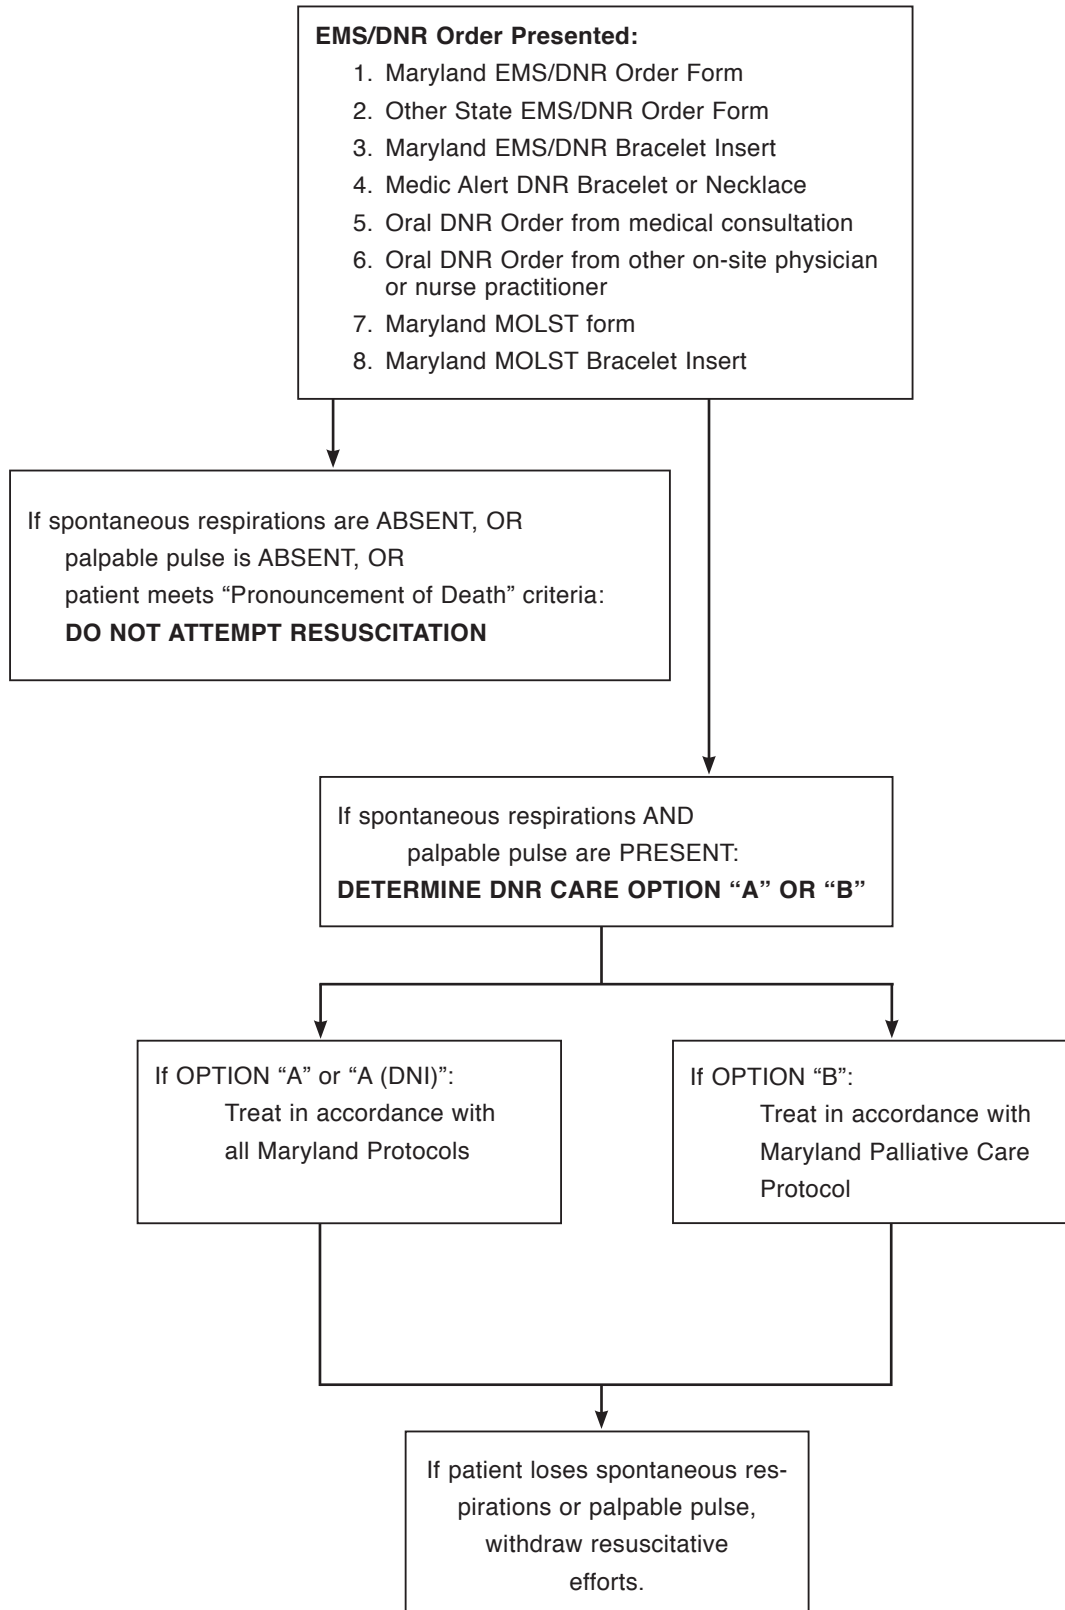 EMS/DNR Order Presented:
1. Maryland EMS/DNR Order Form
2. Other State EMS/DNR Order Form
3. Maryland EMS/DNR Bracelet Insert
4. Medic Alert DNR Bracelet or Necklace
5. Oral DNR Order from medical consultation
6. Oral DNR Order from other on-site physician
or nurse practitioner
7. Maryland MOLST form
8. Maryland MOLST Bracelet Insert
If spontaneous respirations are ABSENT, OR
palpable pulse is ABSENT, OR
patient meets “Pronouncement of Death” criteria:
DO NOT ATTEMPT RESUSCITATION
If spontaneous respirations AND
palpable pulse are PRESENT:
DETERMINE DNR CARE OPTION “A” OR “B”
If OPTION “A” or “A (DNI)”:
Treat in accordance with
all Maryland Protocols
If OPTION “B”:
Treat in accordance with
Maryland Palliative Care
Protocol
If patient loses spontaneous res-
pirations or palpable pulse,
withdraw resuscitative
efforts.